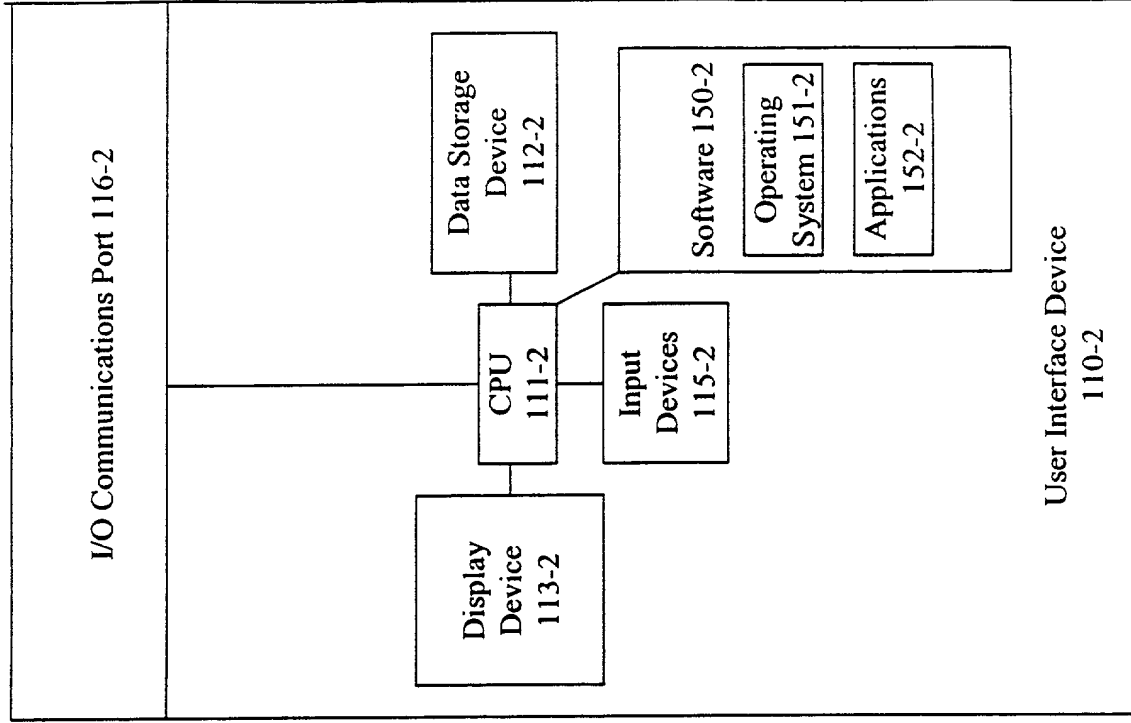 I/O Communications Port 116-2
Display
Device
113-2
CPU
111-2
Data Storage
Device
112-2
Input
Devices
115-2
Software 150-2
Operating
System 151-2
Applications
152-2
User Interface Device
110-2